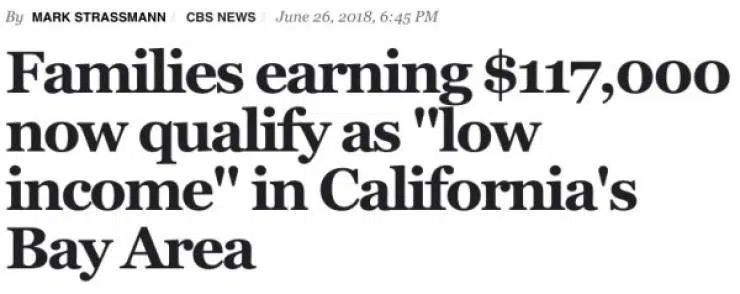 By MARK STRASSMANN / CBS NEWS / June 26, 2018, 6:45 PM
Families earning $117,000
now qualify as "low
income" in California's
Bay Area